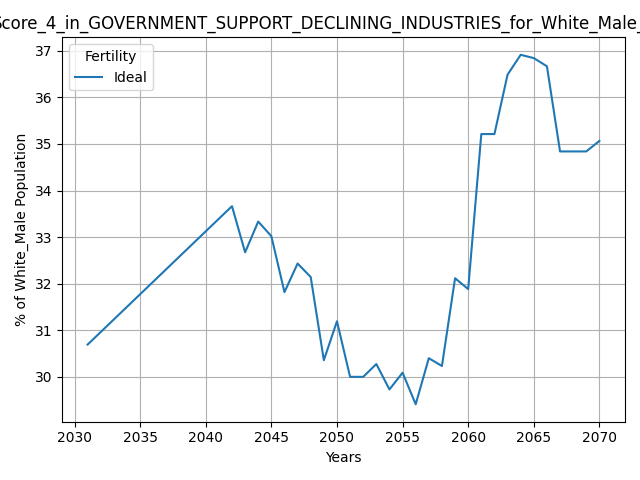 Score_4_in_GOVERNMENT_SUPPORT_DECLINING_INDUSTRIES_for_White_Male_
37
36
35
34
33
32
31
30
% of White_Male Population
Fertility
Ideal
2030 2035 2040 2045 2050 2055 2060 2065 2070
Years